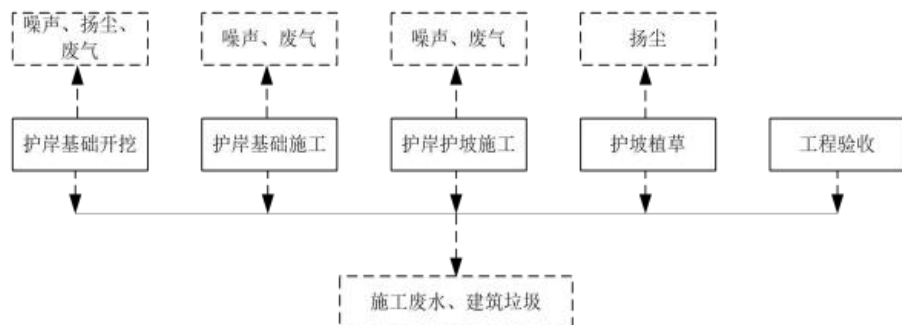 噪声、扬尘、
废气
噪声、废气
噪声、废气
扬尘
护岸基础开挖
护岸基础施工
护岸护坡施工
护坡植草
工程验收
施工废水、建筑垃圾